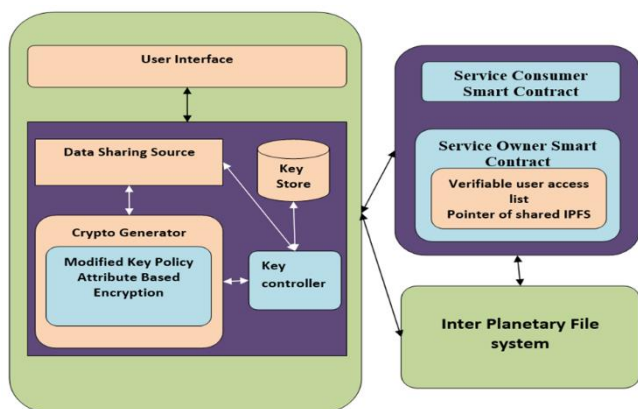 User Interface
Data Sharing Source
Key
Store
Crypto Generator
Modified Key Policy
Attribute Based
Encryption
Key
controller
Service Consumer
Smart Contract
Service Owner Smart
Contract
Verifiable user access
list
Pointer of shared IPFS
Inter Planetary File
system